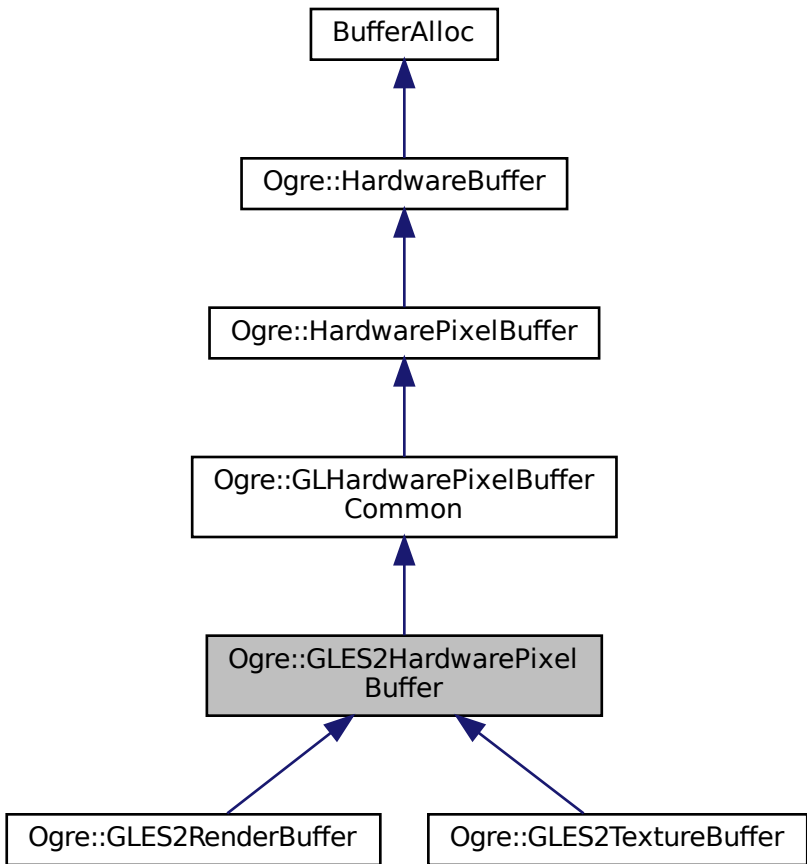 BufferAlloc
Ogre::HardwareBuffer
Ogre::HardwarePixelBuffer
Ogre::GLHardwarePixelBuffer
Common
Ogre::GLES2HardwarePixel
Buffer
Ogre::GLES2RenderBuffer
Ogre::GLES2TextureBuffer